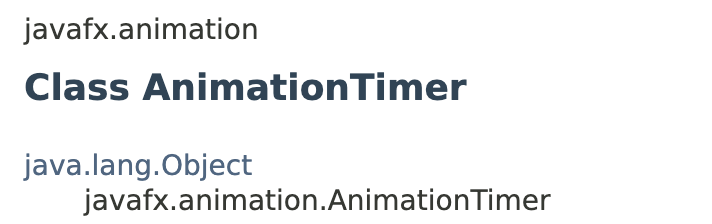 javafx.animation
Class AnimationTimer
java.lang.Object
javafx.animation.AnimationTimer